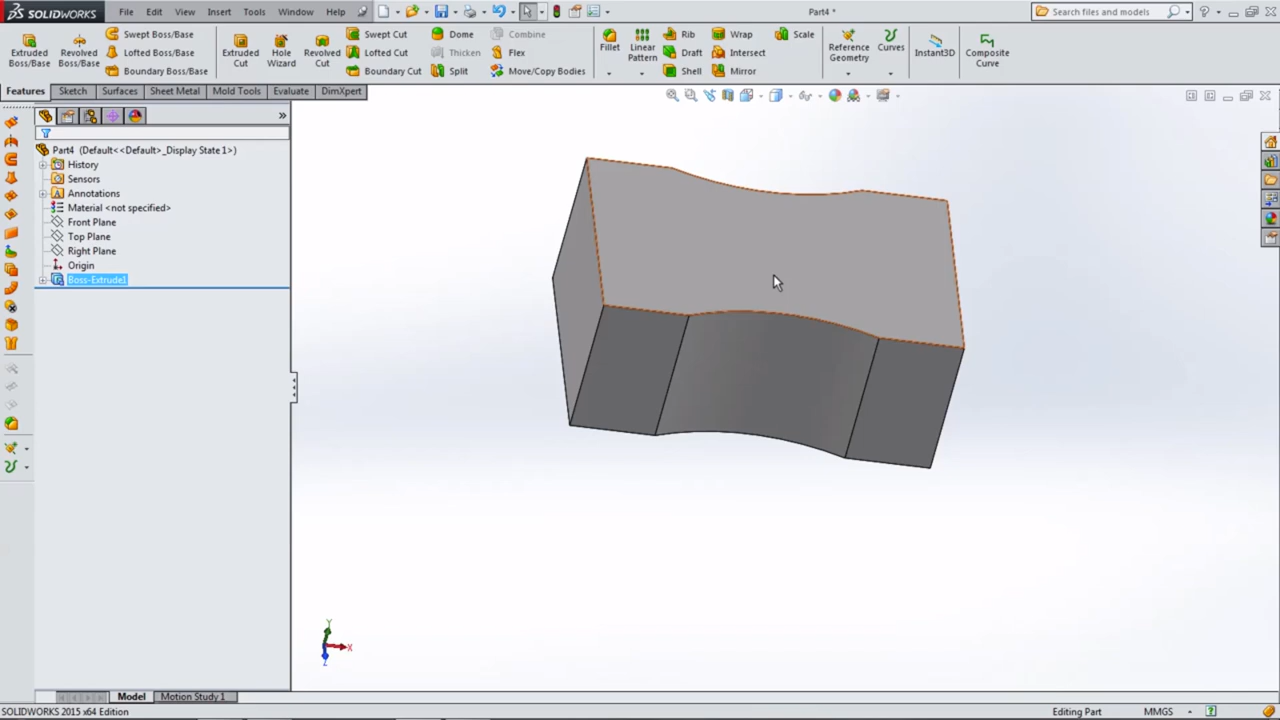 SOLIDWORKS File Edit View Insert Tools Window Help Part4 * Search files and models ?
Extruded Boss/Base Revolved Boss/Base Swept Boss/Base Lofted Boss/Base Boundary Boss/Base
Extruded Cut Hole Wizard Revolved Cut Swept Cut Lofted Cut Boundary Cut
Dome Thicken Split Combine Flex Move/Copy Bodies
Fillet Linear Pattern Rib Draft Shell Wrap Intersect Mirror Scale
Reference Geometry Curves Instant3D Composite Curve
Features Sketch Surfaces Sheet Metal Mold Tools Evaluate DimXpert
Part4 (Default<<Default>_Display State 1>)
History
Sensors
Annotations
Material <not specified>
Front Plane
Top Plane
Right Plane
Origin
Boss-Extrude1
Y
X
Z
Model Motion Study 1
SOLIDWORKS 2015 x64 Edition Editing Part MMGS ?